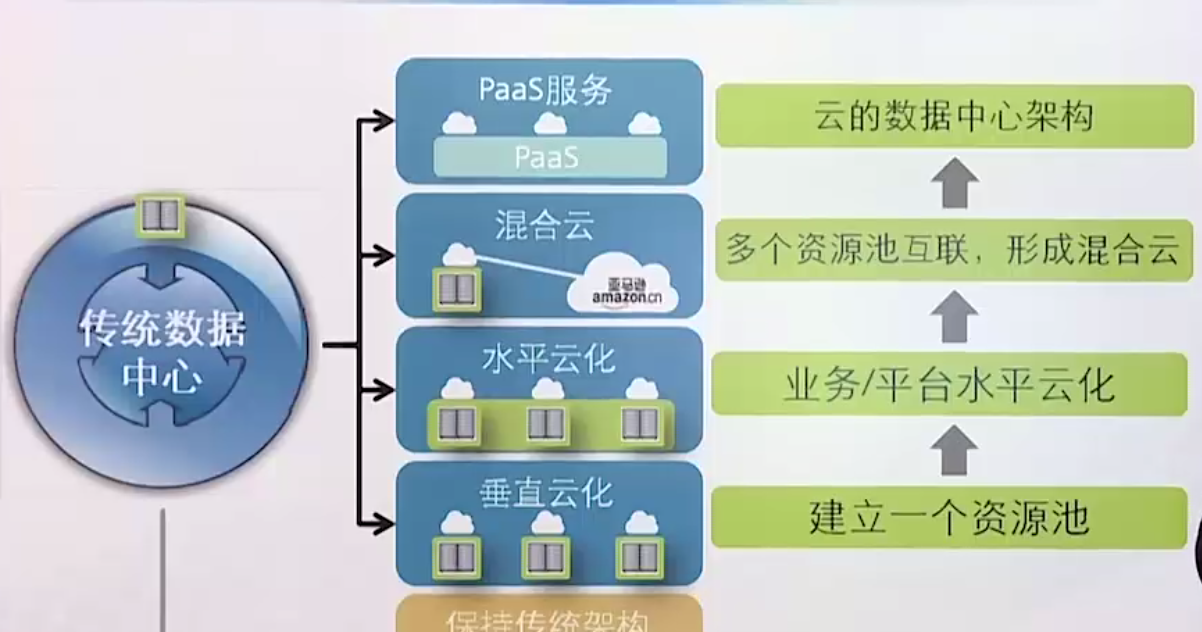 传统数据
中心
PaaS服务
PaaS
云的数据中心架构
混合云
亚马逊
amazon.cn
多个资源池互联，形成混合云
水平云化
业务/平台水平云化
垂直云化
建立一个资源池
保持传统架构